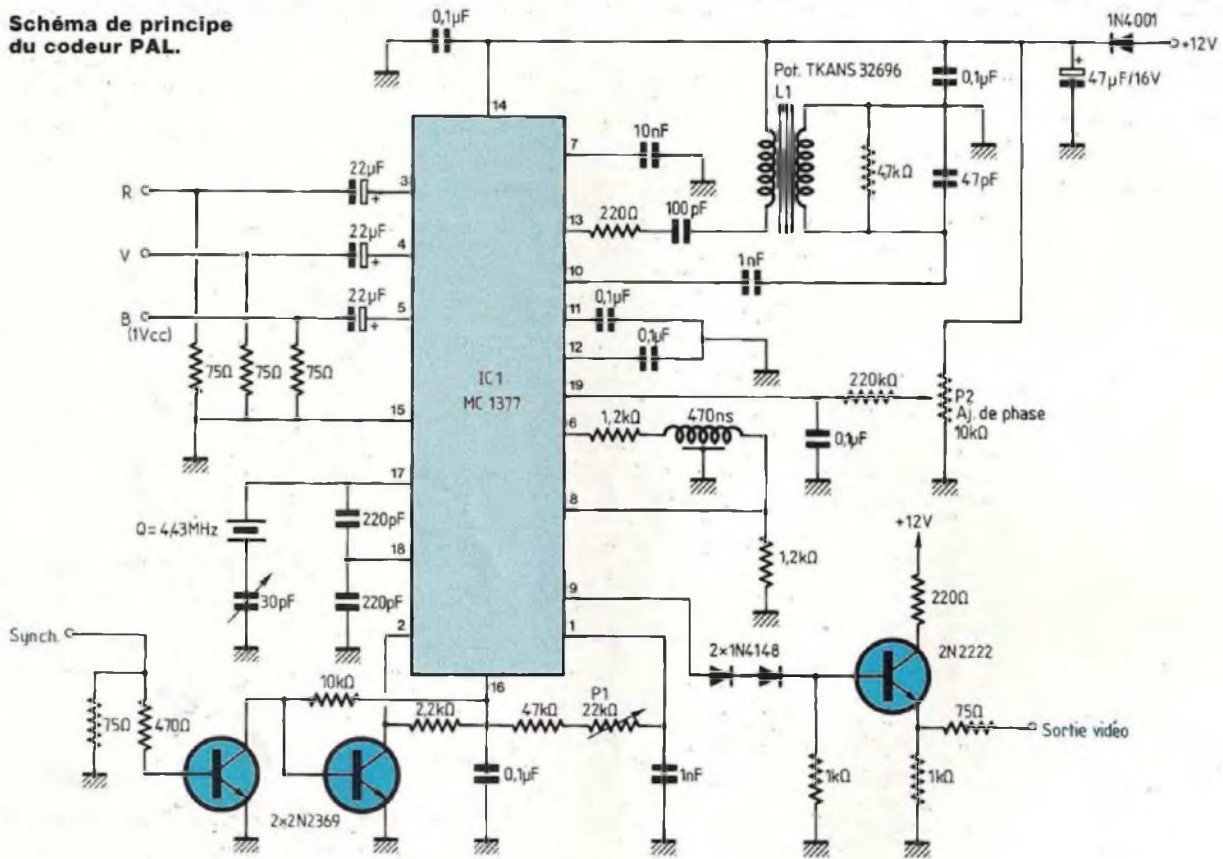 Schéma de principe
du codeur PAL.
0,1µF
1N4001
+12V
14
Pot. TKANS 32696
L1
0,1µF
+
47µF/16V
7
10nF
4,7kΩ
47pF
R
22µF
+
3
13
220Ω
100pF
V
22µF
+
4
10
1nF
B
(1Vcc)
22µF
+
5
11
0,1µF
12
0,1µF
75Ω
75Ω
75Ω
IC1
MC 1377
19
220kΩ
P2
Aj. de phase
10kΩ
15
6
1,2kΩ
470ns
0,1µF
17
Q = 4,43MHz
220pF
8
18
1,2kΩ
+12V
30pF
220pF
9
220Ω
Synch.
2
1
2×1N4148
2N2222
16
10kΩ
P1
75Ω
470Ω
2,2kΩ
47kΩ
22kΩ
75Ω
Sortie vidéo
0,1µF
1nF
1kΩ
1kΩ
2×2N2369